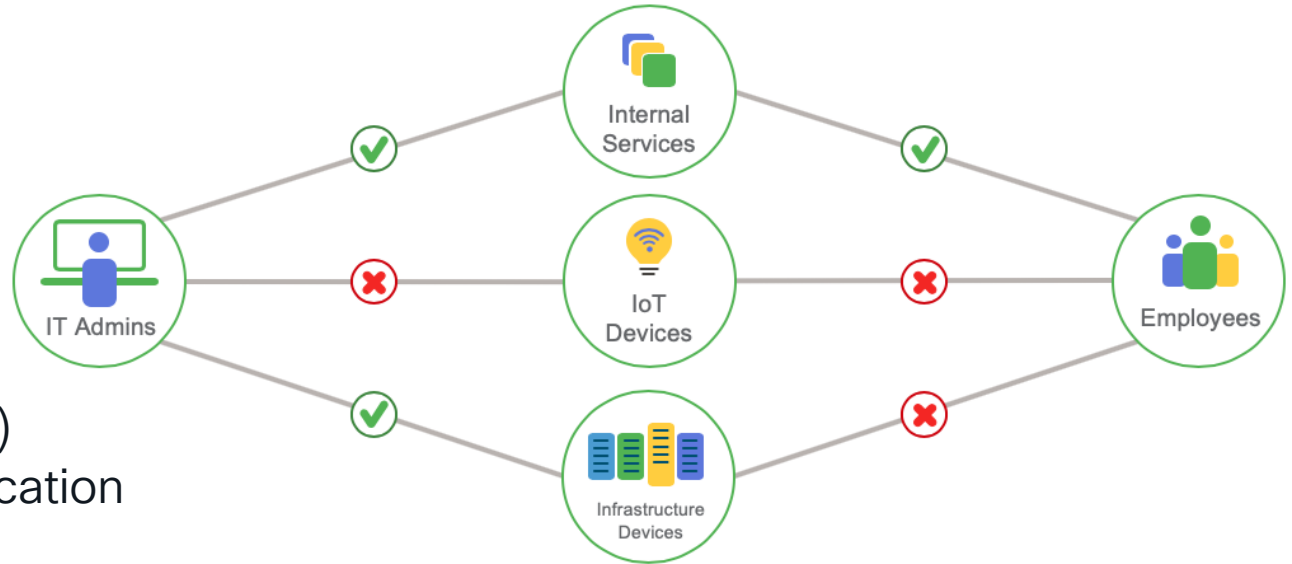 Internal
Services
IT Admins
IoT
Devices
Employees
)
cation
Infrastructure
Devices